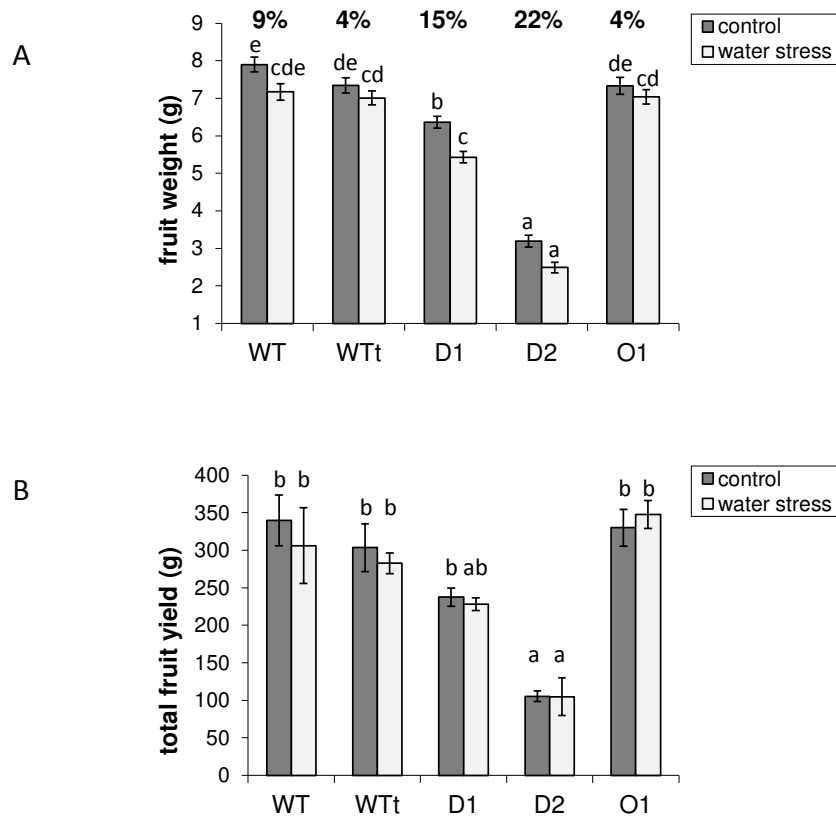 A
9% 4% 15% 22% 4%
control
water stress
fruit weight (g)
9
8
7
6
5
4
3
2
1
e cde de cd b c a a de cd
WT WTt D1 D2 O1
B
control
water stress
total fruit yield (g)
400
350
300
250
200
150
100
50
0
b b b b b ab a a b b
WT WTt D1 D2 O1